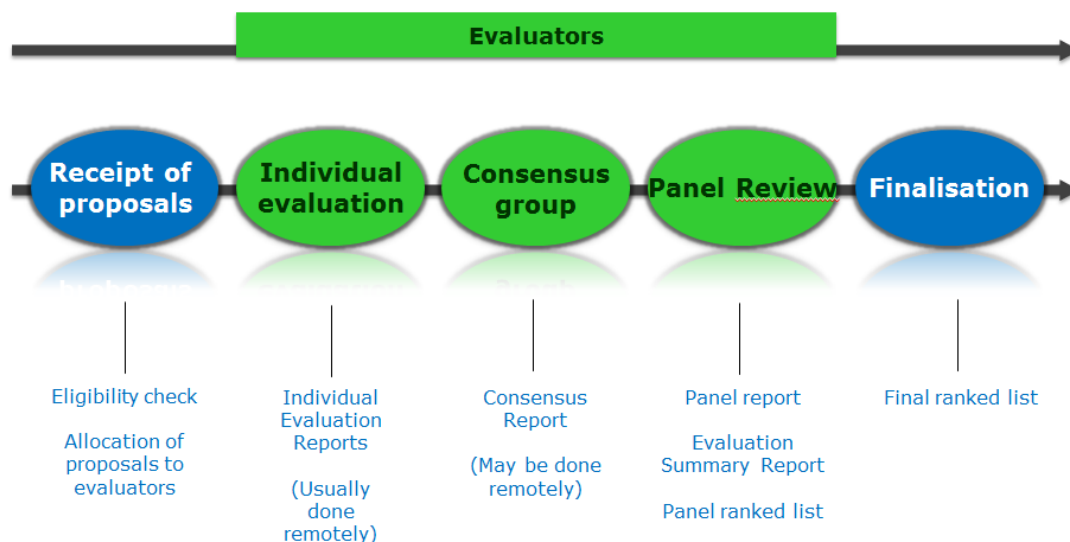 Evaluators
Receipt of
proposals
Individual
evaluation
Consensus
group
Panel Review
Finalisation
Eligibility check
Allocation of
proposals to
evaluators
Individual
Evaluation
Reports
(Usually
done
remotely)
Consensus
Report
(May be done
remotely)
Panel report
Evaluation
Summary Report
Panel ranked list
Final ranked list